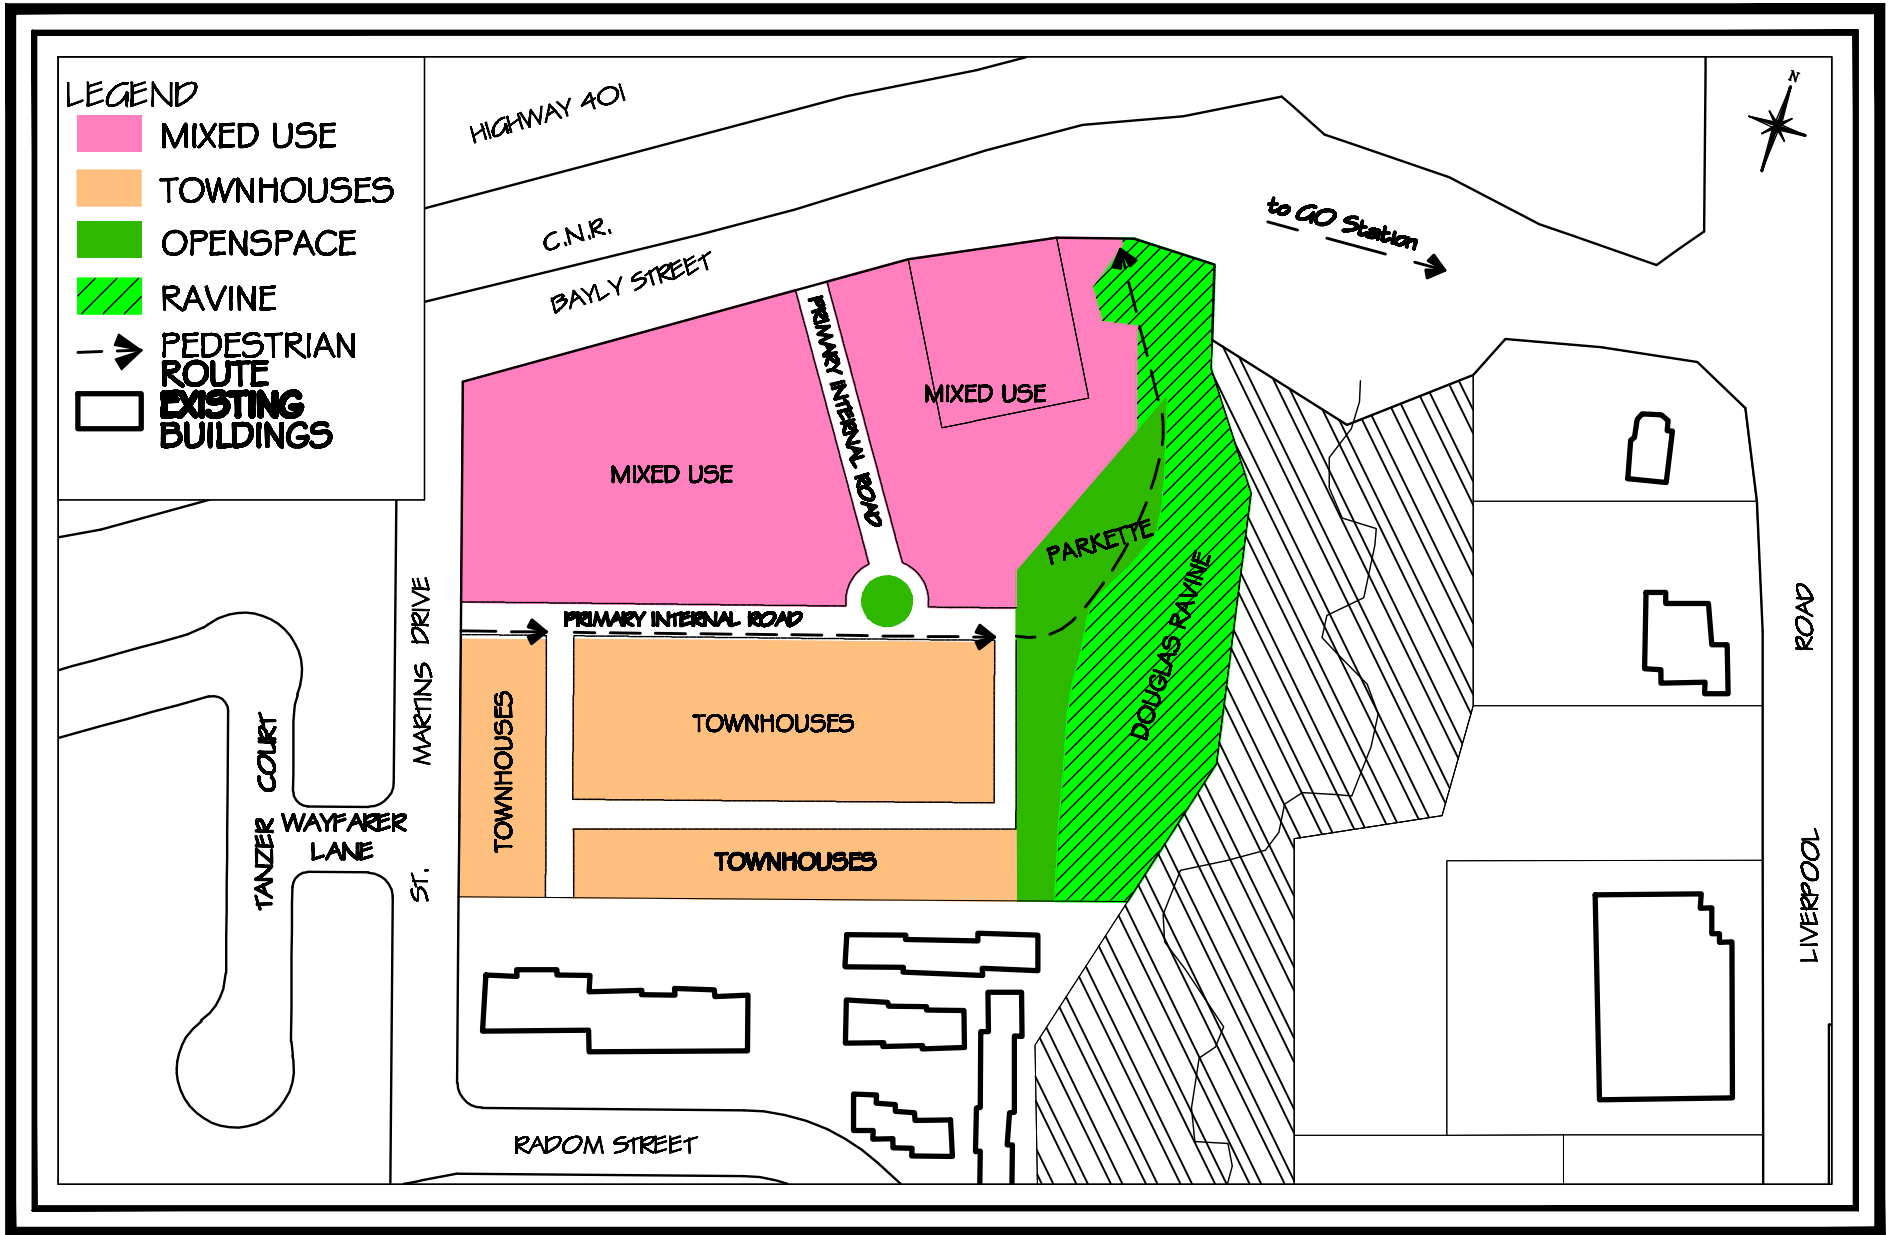 LEGEND
MIXED USE
TOWNHOUSES
OPENSPACE
RAVINE
PEDESTRIAN
ROUTE
EXISTING
BUILDINGS
HIGHWAY 401
C.N.R.
BAYLY STREET
N
to GO Station
PRIMARY INTERNAL ROAD
MIXED USE
MIXED USE
PARKETTE
DOUGLAS RAVINE
PRIMARY INTERNAL ROAD
TOWNHOUSES
TOWNHOUSES
TOWNHOUSES
ST. MARTINS DRIVE
TANZER COURT
WAYFARER
LANE
RADOM STREET
LIVERPOOL ROAD